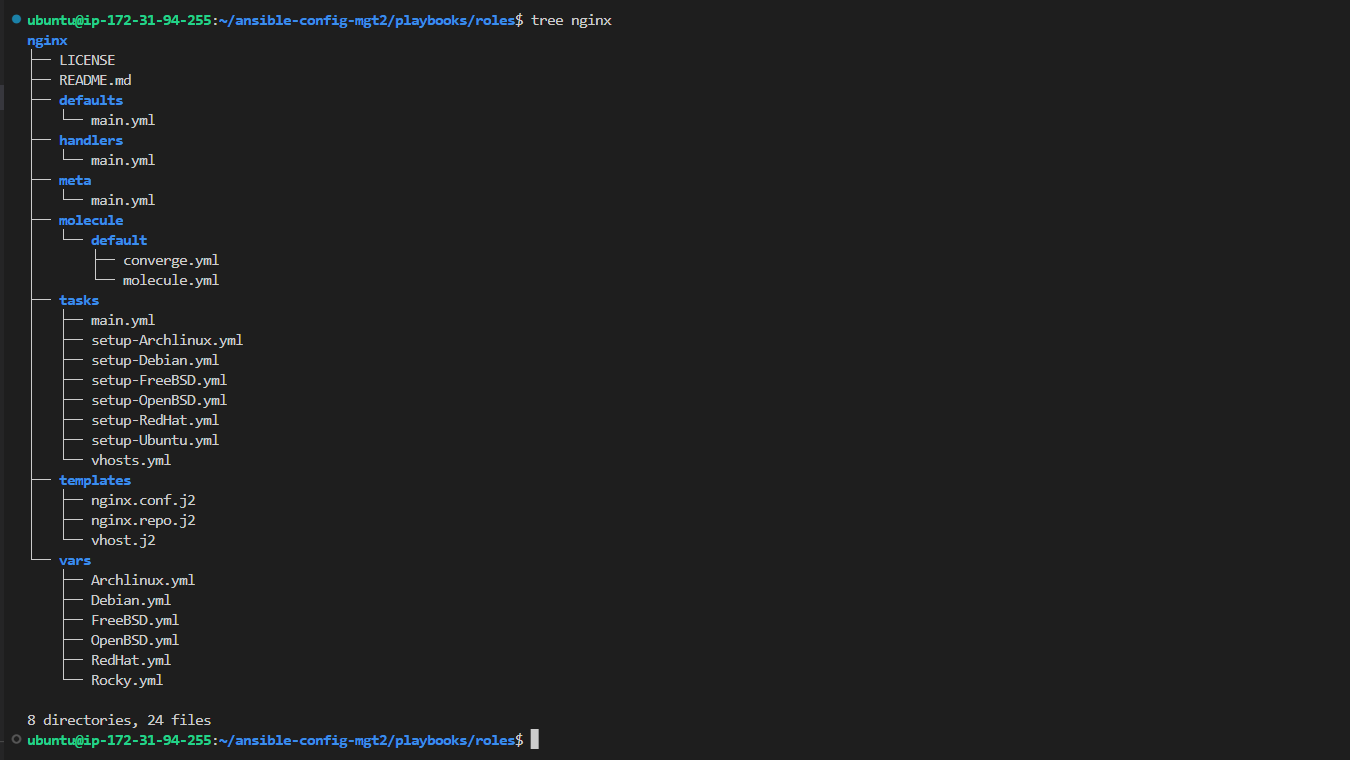 ubuntu@ip-172-31-94-255:~/ansible-config-mgt2/playbooks/roles$ tree nginx
nginx
├── LICENSE
├── README.md
├── defaults
│   └── main.yml
├── handlers
│   └── main.yml
├── meta
│   └── main.yml
├── molecule
│   └── default
│       ├── converge.yml
│       └── molecule.yml
├── tasks
│   ├── main.yml
│   ├── setup-Archlinux.yml
│   ├── setup-Debian.yml
│   ├── setup-FreeBSD.yml
│   ├── setup-OpenBSD.yml
│   ├── setup-RedHat.yml
│   ├── setup-Ubuntu.yml
│   └── vhosts.yml
├── templates
│   ├── nginx.conf.j2
│   ├── nginx.repo.j2
│   └── vhost.j2
└── vars
    ├── Archlinux.yml
    ├── Debian.yml
    ├── FreeBSD.yml
    ├── OpenBSD.yml
    ├── RedHat.yml
    └── Rocky.yml

8 directories, 24 files
ubuntu@ip-172-31-94-255:~/ansible-config-mgt2/playbooks/roles$